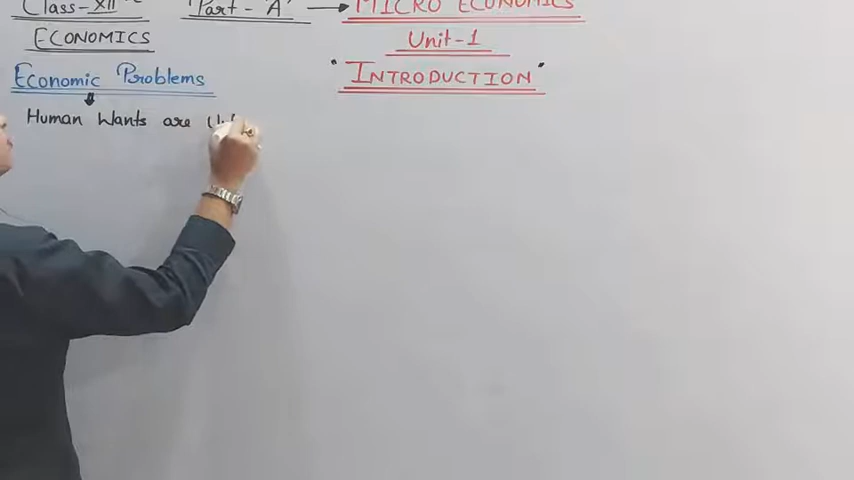 Class-XII Part-'A' → MICRO ECONOMICS
ECONOMICS Unit-1
Economic Problems "INTRODUCTION"
Human Wants are